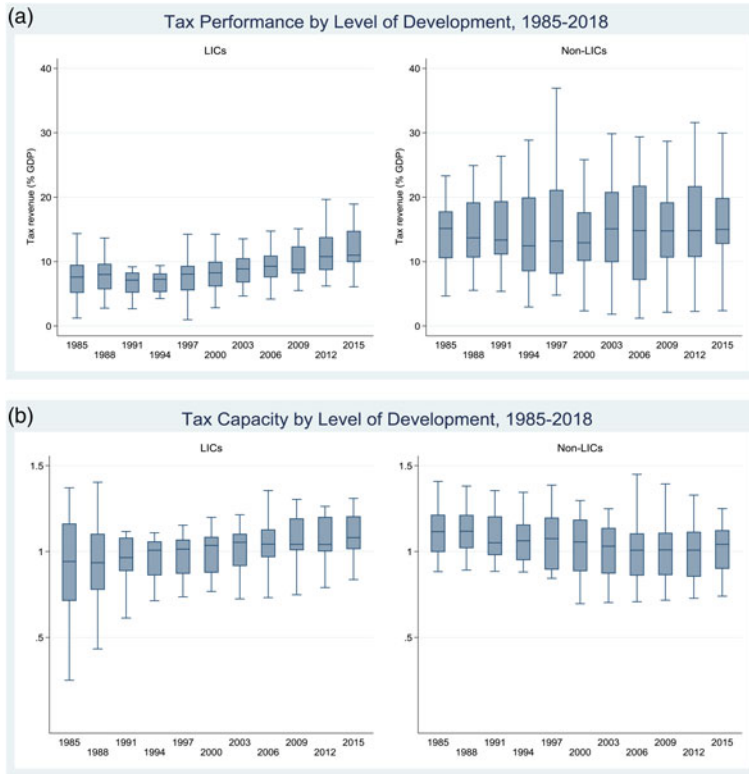 (a)
Tax Performance by Level of Development, 1985-2018
LICs
Non-LICs
Tax revenue (% GDP)
40
30
20
10
0
1985 1988 1991 1994 1997 2000 2003 2006 2009 2012 2015
Tax revenue (% GDP)
40
30
20
10
0
1985 1988 1991 1994 1997 2000 2003 2006 2009 2012 2015
(b)
Tax Capacity by Level of Development, 1985-2018
LICs
Non-LICs
1.5
1
.5
1985 1988 1991 1994 1997 2000 2003 2006 2009 2012 2015
1.5
1
.5
1985 1988 1991 1994 1997 2000 2003 2006 2009 2012 2015